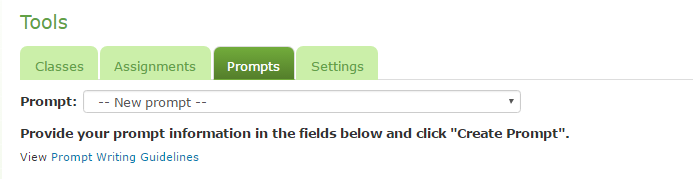 Tools
Classes Assignments Prompts Settings
Prompt: -- New prompt --
Provide your prompt information in the fields below and click "Create Prompt".
View Prompt Writing Guidelines